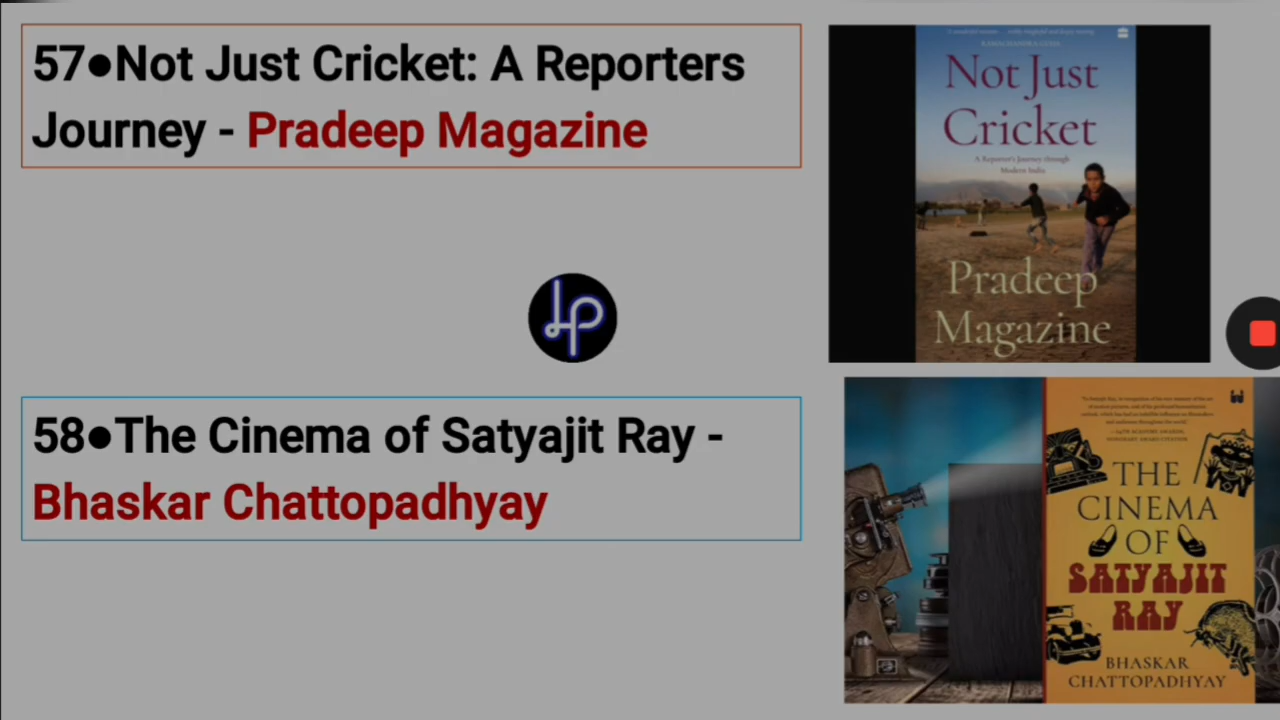 57●Not Just Cricket: A Reporters
Journey - Pradeep Magazine
Not Just
Cricket
A Reporter's Journey through
Modern India
Pradeep
Magazine
58●The Cinema of Satyajit Ray -
Bhaskar Chattopadhyay
THE
CINEMA
OF
SATYAJIT
RAY
BHASKAR
CHATTOPADHYAY